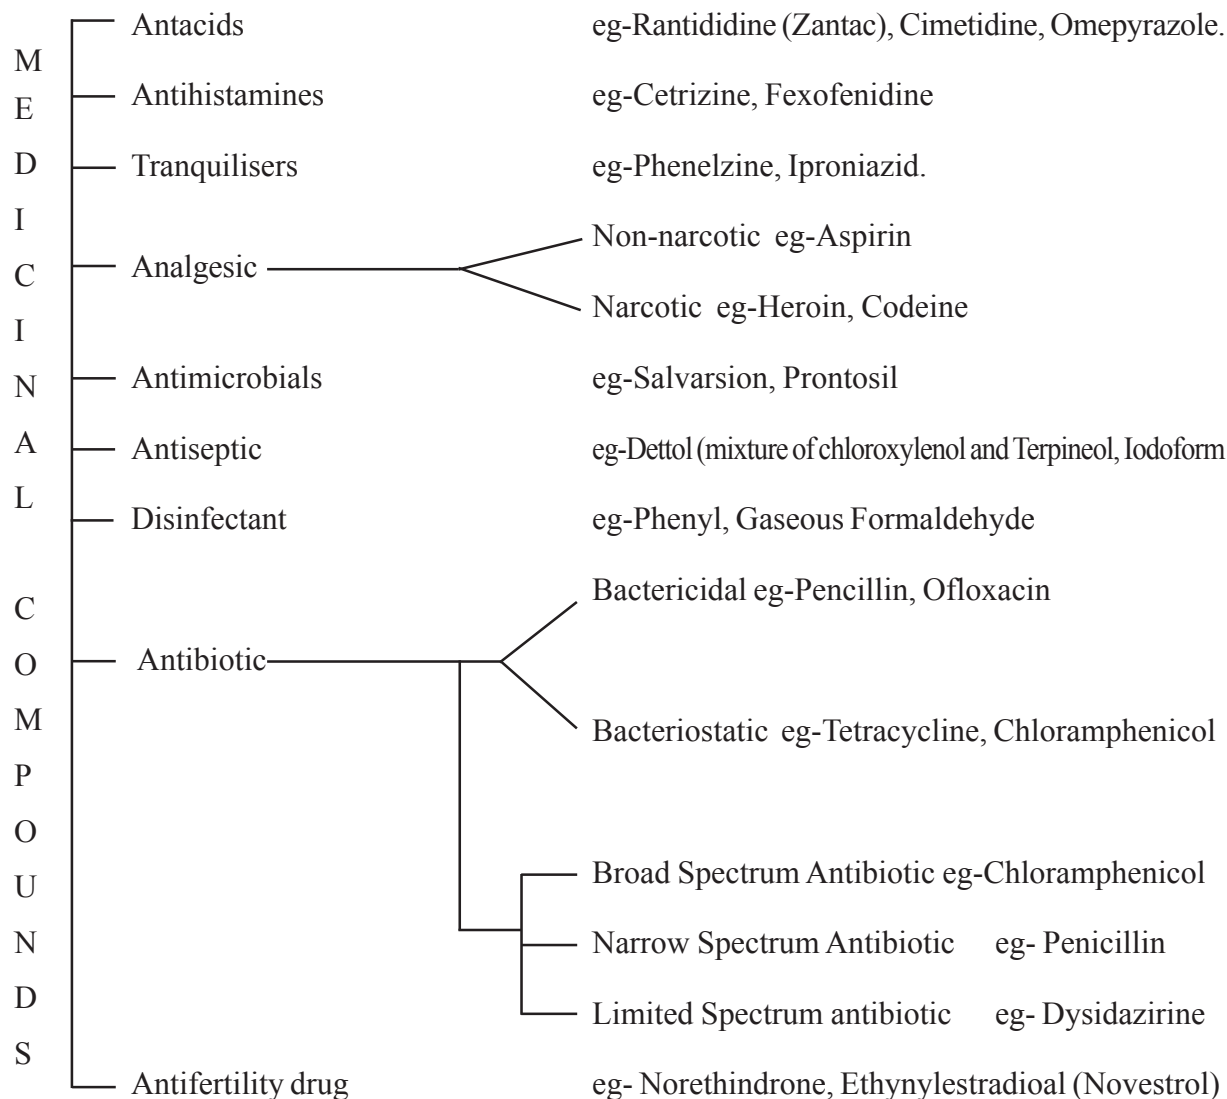 MEDICINAL COMPOUNDS
Antacids eg-Rantididine (Zantac), Cimetidine, Omepyrazole.
Antihistamines eg-Cetrizine, Fexofenidine
Tranquilisers eg-Phenelzine, Iproniazid.
Analgesic
Non-narcotic eg-Aspirin
Narcotic eg-Heroin, Codeine
Antimicrobials eg-Salvarsion, Prontosil
Antiseptic eg-Dettol (mixture of chloroxylenol and Terpineol, Iodoform
Disinfectant eg-Phenyl, Gaseous Formaldehyde
Antibiotic
Bactericidal eg-Pencillin, Ofloxacin
Bacteriostatic eg-Tetracycline, Chloramphenicol
Broad Spectrum Antibiotic eg-Chloramphenicol
Narrow Spectrum Antibiotic eg- Penicillin
Limited Spectrum antibiotic eg- Dysidazirine
Antifertility drug eg- Norethindrone, Ethynylestradioal (Novestrol)